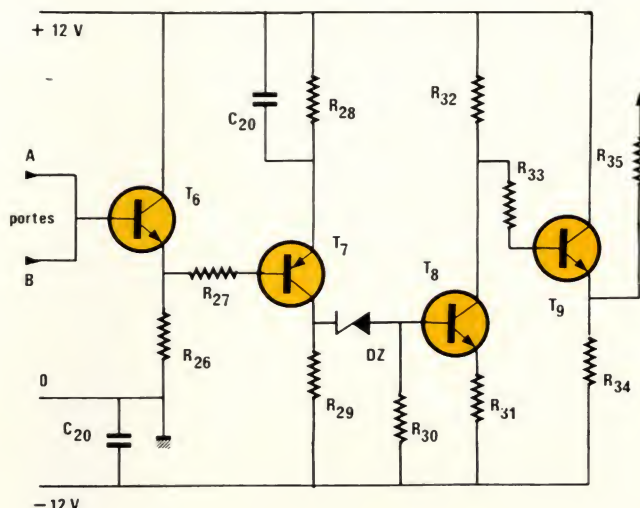 + 12 V
A
portes
B
T6
R26
0
C20
R27
C20
R28
T7
R29
DZ
R30
R32
T8
R31
R33
T9
R35
R34
− 12 V